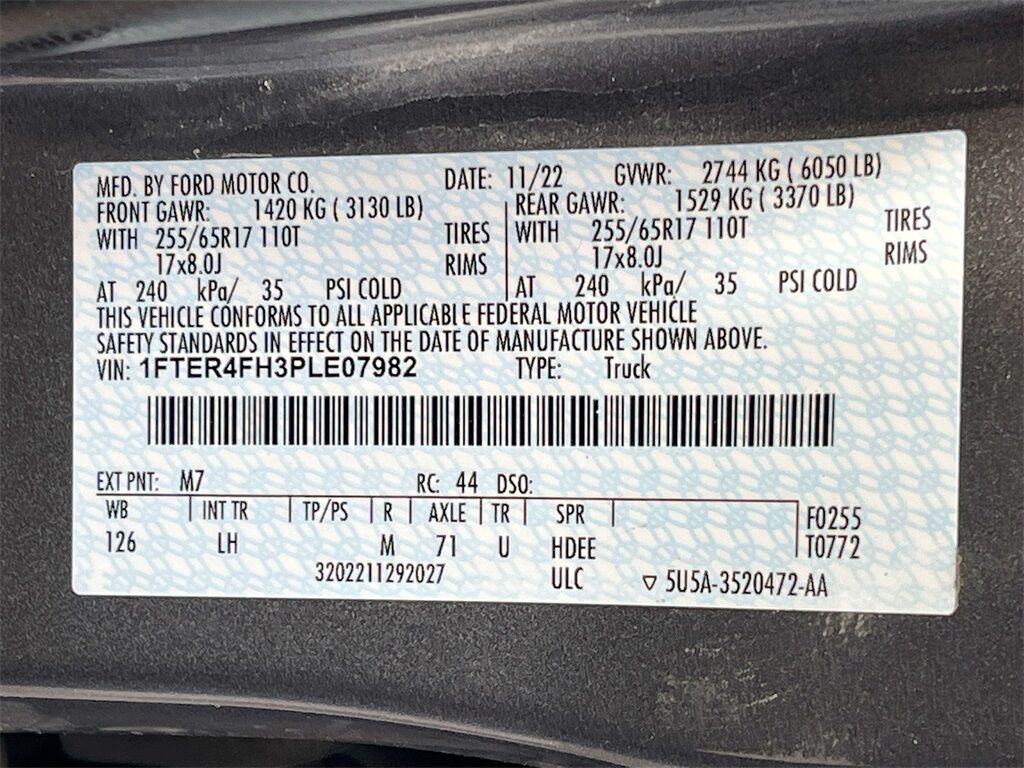 MFD. BY FORD MOTOR CO. DATE: 11/22 GVWR: 2744 KG ( 6050 LB)
FRONT GAWR: 1420 KG ( 3130 LB) REAR GAWR: 1529 KG ( 3370 LB)
WITH 255/65R17 110T TIRES WITH 255/65R17 110T TIRES
17x8.0J RIMS 17x8.0J RIMS
AT 240 kPa/ 35 PSI COLD AT 240 kPa/ 35 PSI COLD
THIS VEHICLE CONFORMS TO ALL APPLICABLE FEDERAL MOTOR VEHICLE
SAFETY STANDARDS IN EFFECT ON THE DATE OF MANUFACTURE SHOWN ABOVE.
VIN: 1FTER4FH3PLE07982 TYPE: Truck
EXT PNT: M7 RC: 44 DSO:
WB INT TR TP/PS R AXLE TR SPR F0255
126 LH M 71 U HDEE T0772
3202211292027 ULC ▽ 5U5A-3520472-AA